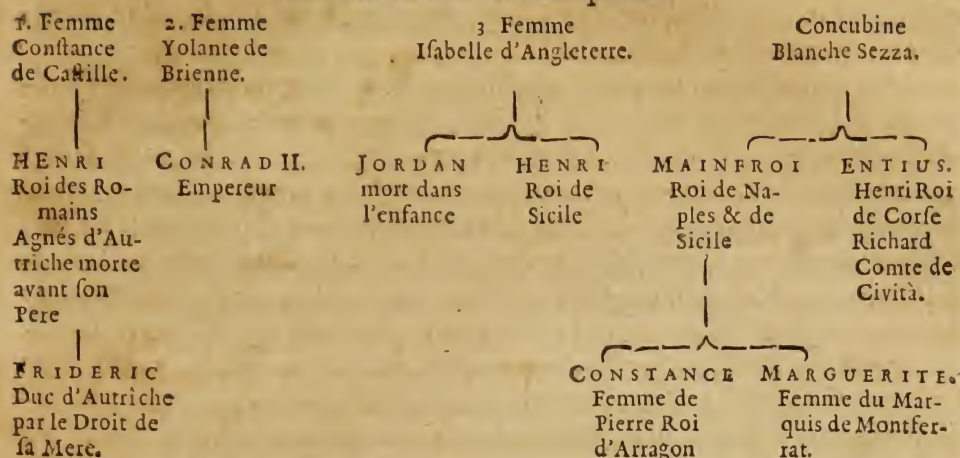 1. Femme
Conſtance
de Caſtille.
2. Femme
Yolante de
Brienne.
3 Femme
Iſabelle d'Angleterre.
Concubine
Blanche Sezza.
HENRI
Roi des Ro-
mains
Agnés d'Au-
triche morte
avant ſon
Pere
CONRAD II.
Empereur
JORDAN
mort dans
l'enfance
HENRI
Roi de
Sicile
MAINFROI
Roi de Na-
ples & de
Sicile
ENTIUS.
Henri Roi
de Corſe
Richard
Comte de
Cività.
FRIDERIC
Duc d'Autriche
par le Droit de
ſa Mere.
CONSTANCE
Femme de
Pierre Roi
d'Arragon
MARGUERITE.
Femme du Mar-
quis de Montfer-
rat.